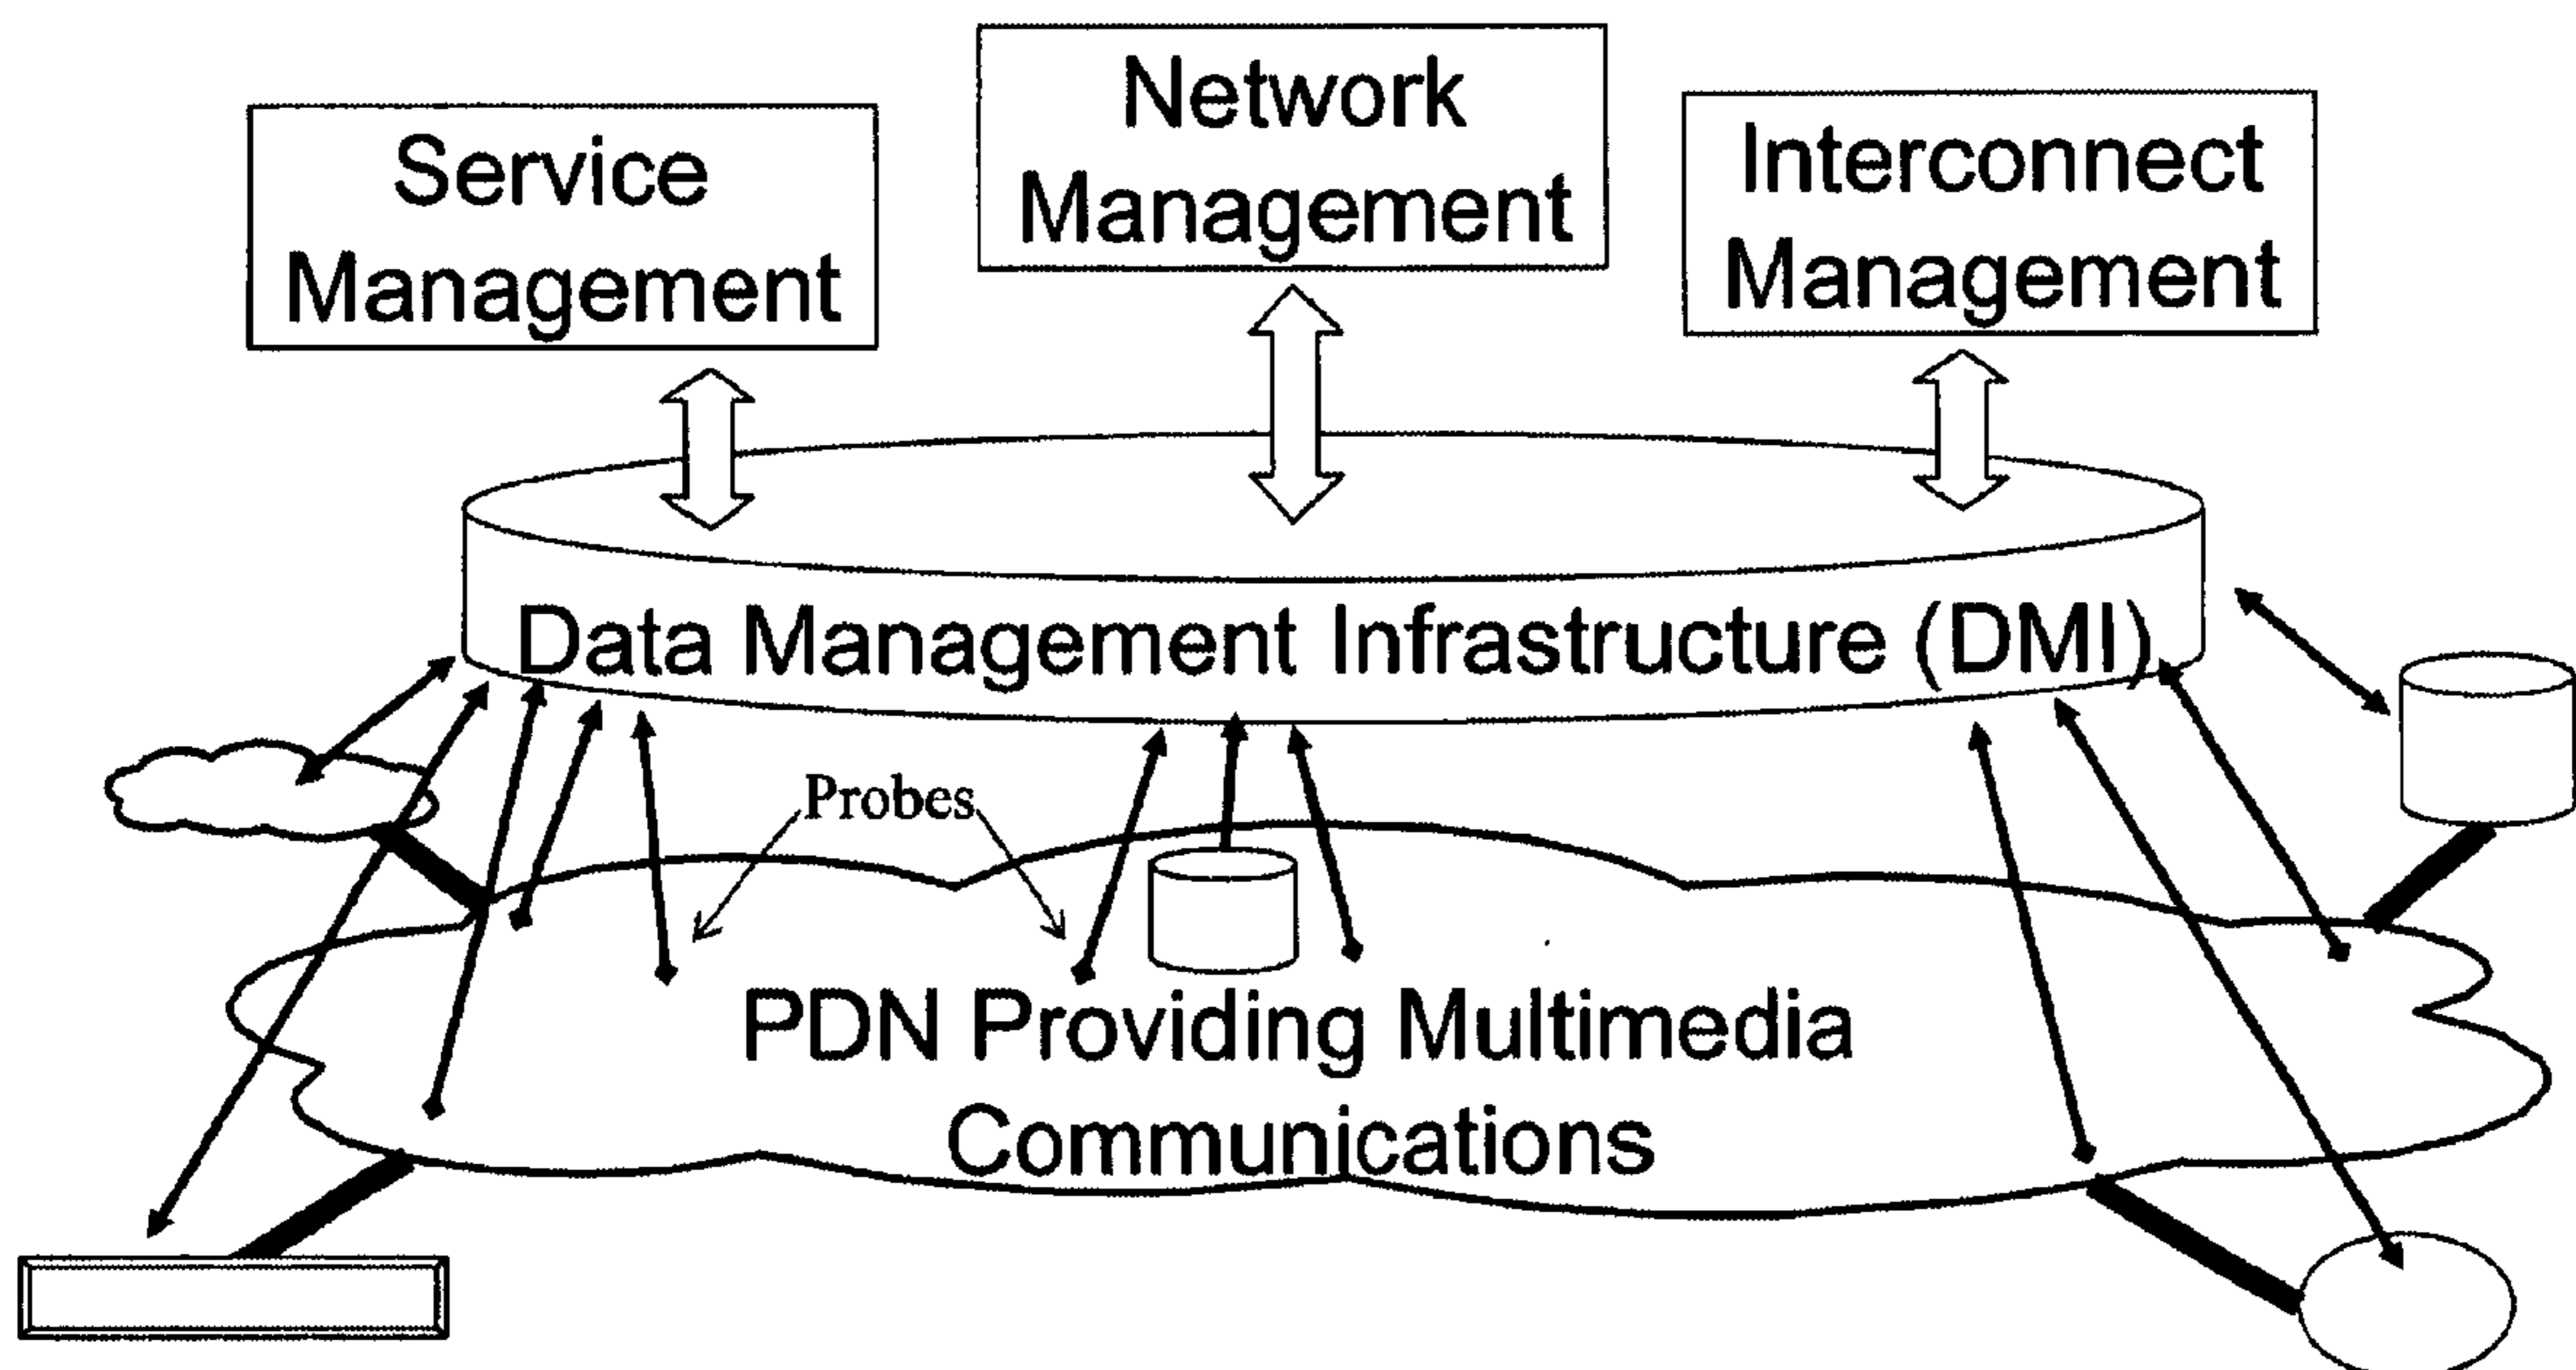 Service
Management
Network
Management
Interconnect
Management
Data Management Infrastructure (DMI)
Probes
PDN Providing Multimedia
Communications